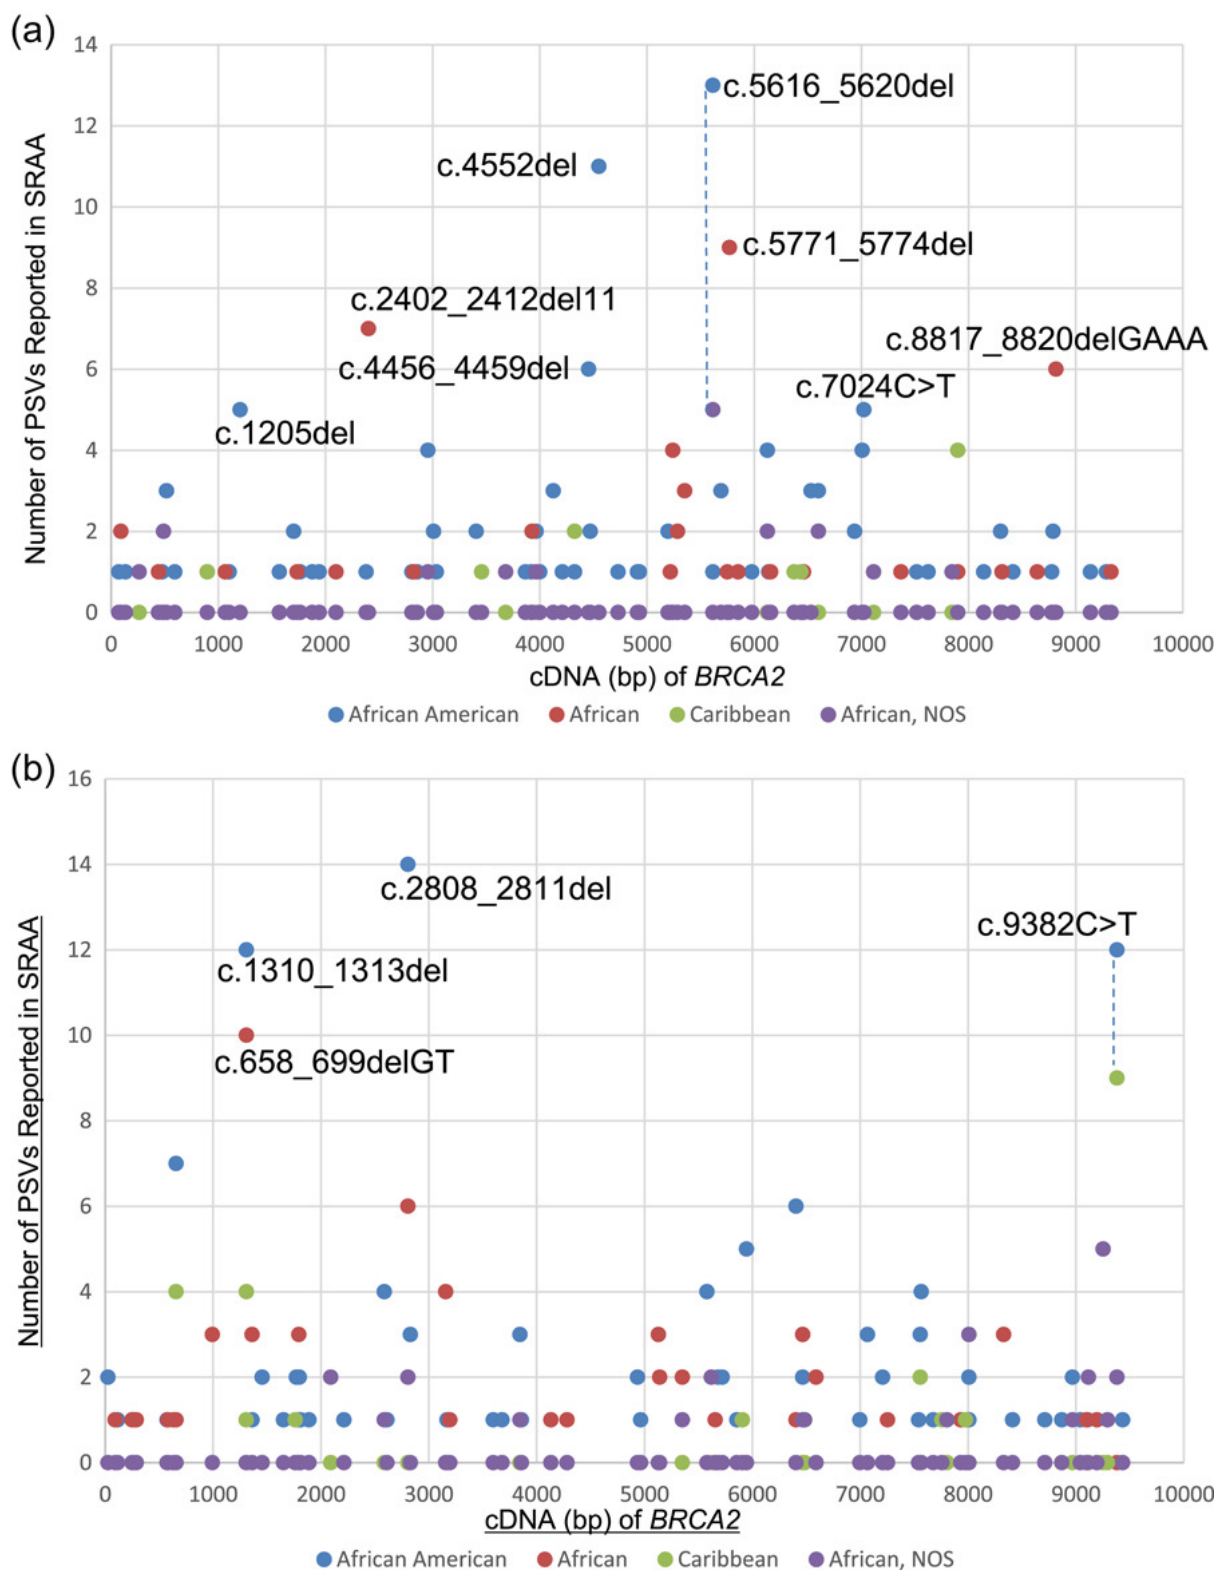 (a)
14
12
10
8
6
4
2
0
Number of PSVs Reported in SRAA
c.5616_5620del
c.4552del
c.5771_5774del
c.2402_2412del11
c.8817_8820delGAAA
c.4456_4459del
c.7024C>T
c.1205del
0 1000 2000 3000 4000 5000 6000 7000 8000 9000 10000
cDNA (bp) of BRCA2
African American African Caribbean African, NOS
(b)
16
14
12
10
8
6
4
2
0
Number of PSVs Reported in SRAA
c.2808_2811del
c.9382C>T
c.1310_1313del
c.658_699delGT
0 1000 2000 3000 4000 5000 6000 7000 8000 9000 10000
cDNA (bp) of BRCA2
African American African Caribbean African, NOS